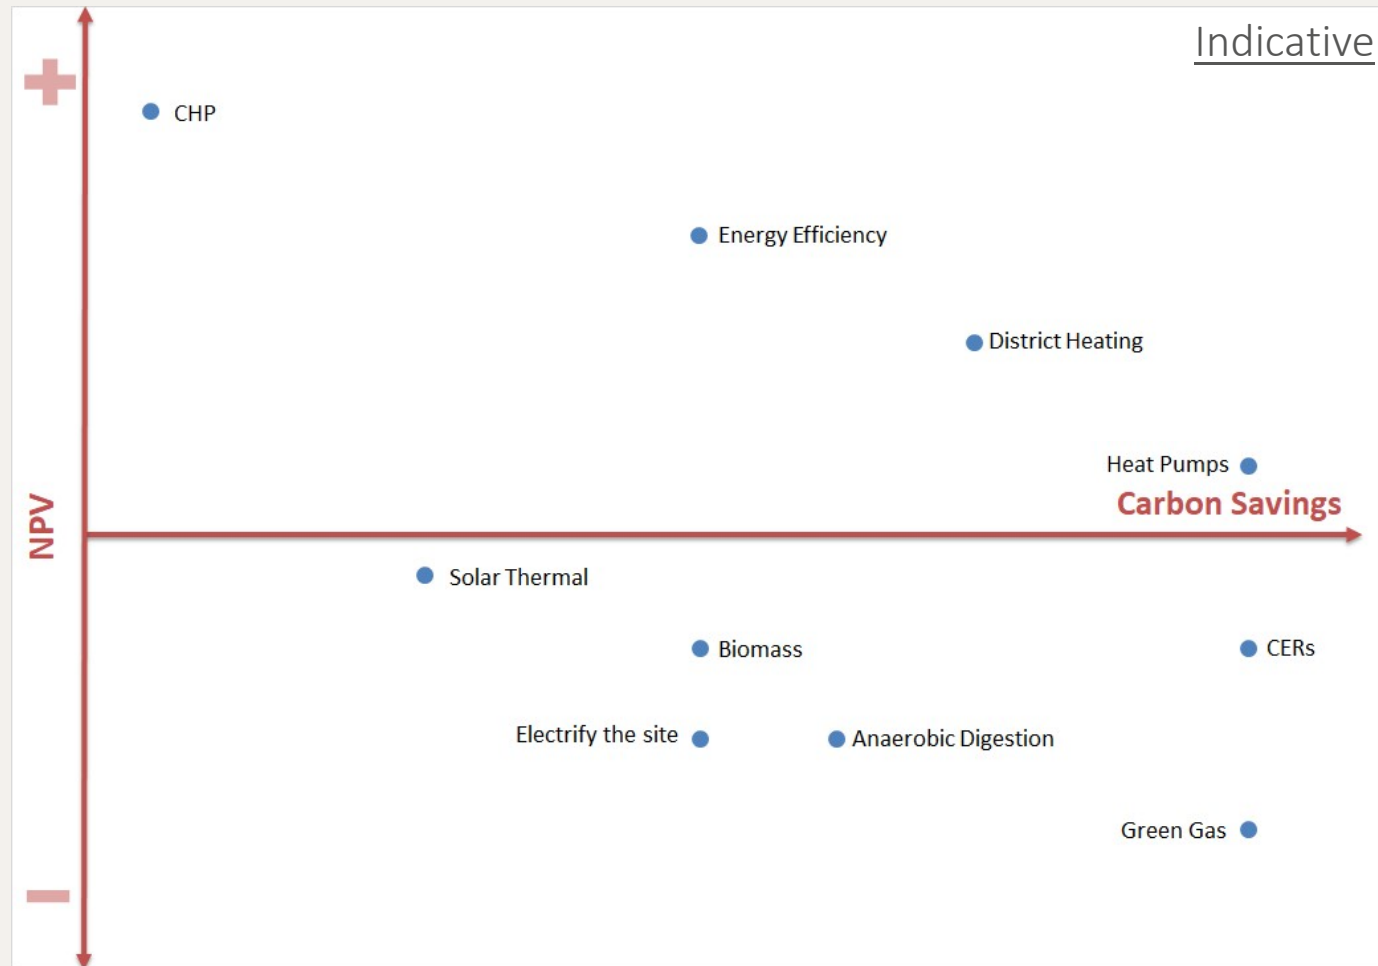 Indicative
CHP
Energy Efficiency
District Heating
Heat Pumps
Carbon Savings
NPV
Solar Thermal
Biomass
CERs
Electrify the site
Anaerobic Digestion
Green Gas